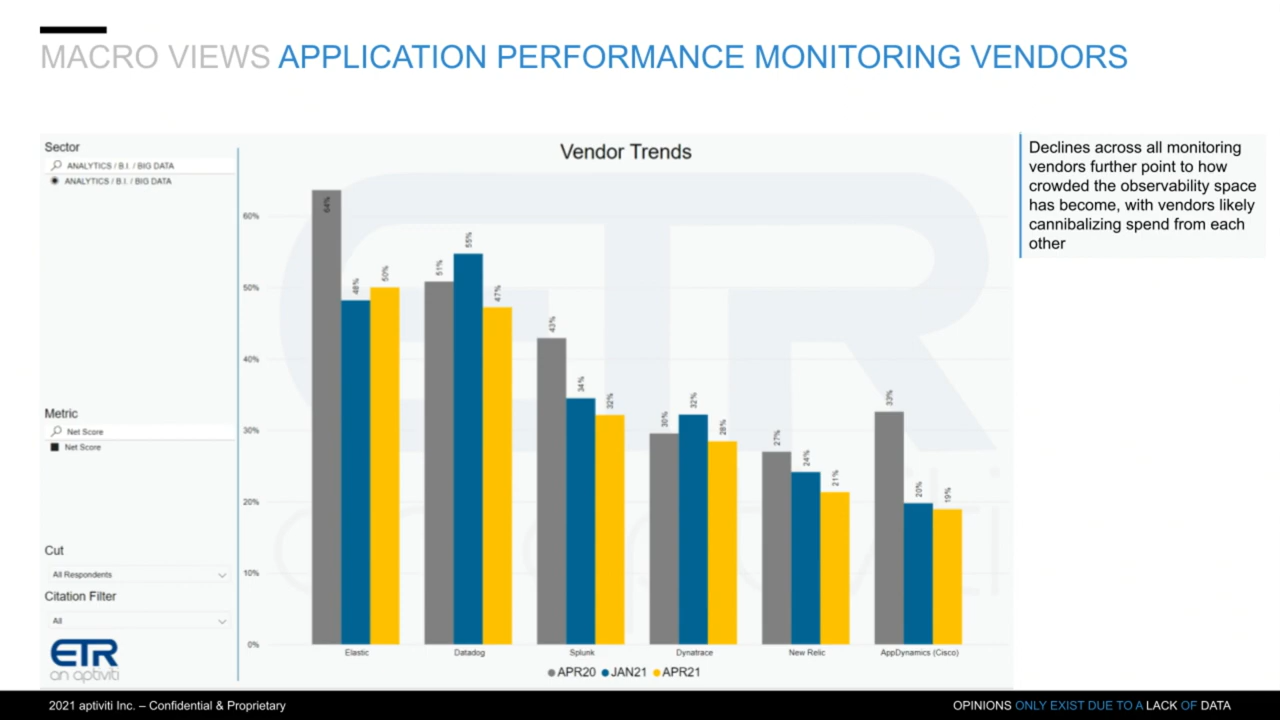 MACRO VIEWS APPLICATION PERFORMANCE MONITORING VENDORS
Sector
ANALYTICS / B.I. / BIG DATA
ANALYTICS / B.I. / BIG DATA
Metric
Net Score
Net Score
Cut
All Respondents
Citation Filter
All
ETR
an aptiviti
Vendor Trends
60%
50%
40%
30%
20%
10%
0%
64%
48%
50%
51%
55%
47%
43%
34%
32%
30%
32%
28%
27%
24%
21%
33%
20%
19%
Elastic
Datadog
Splunk
Dynatrace
New Relic
AppDynamics (Cisco)
APR20 JAN21 APR21
ETR
an aptiviti
Declines across all monitoring
vendors further point to how
crowded the observability space
has become, with vendors likely
cannibalizing spend from each
other
2021 aptiviti Inc. – Confidential & Proprietary
OPINIONS ONLY EXIST DUE TO A LACK OF DATA